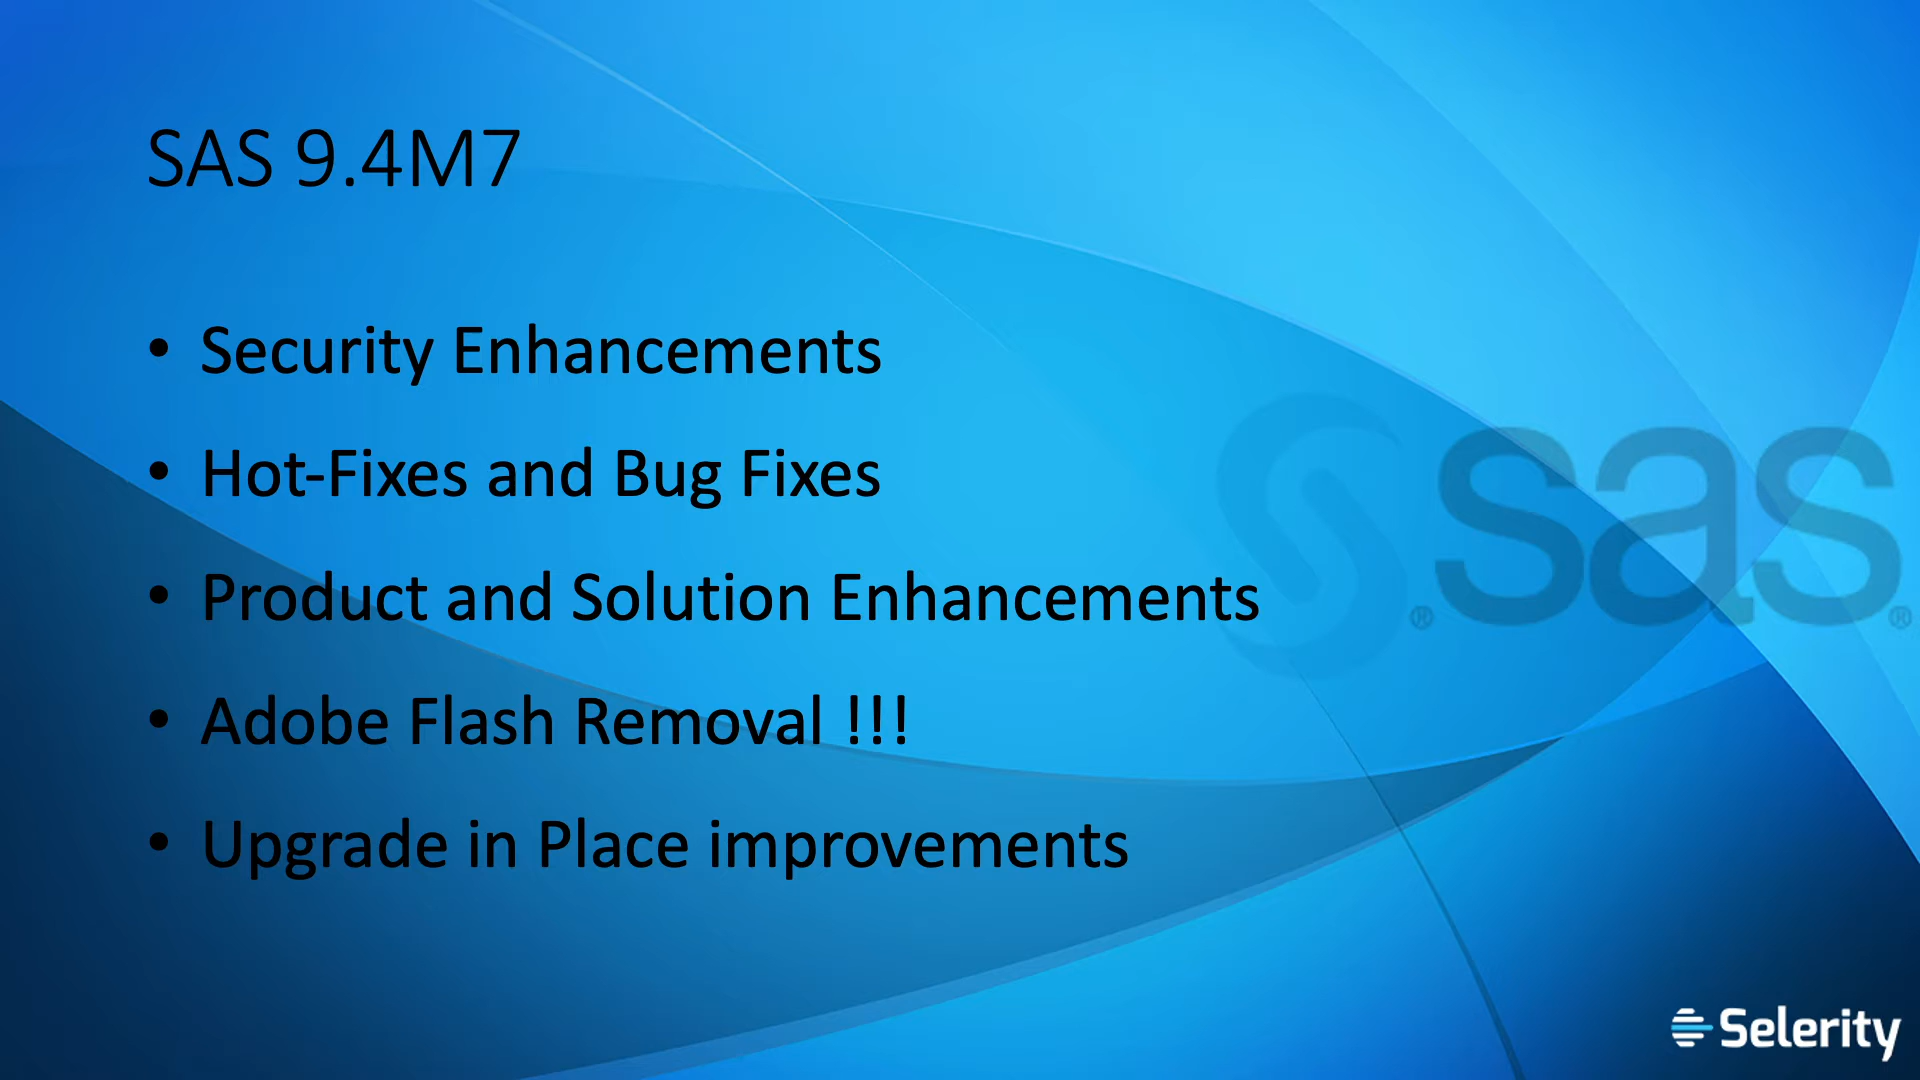 SAS 9.4M7
• Security Enhancements
• Hot-Fixes and Bug Fixes
• Product and Solution Enhancements
• Adobe Flash Removal !!!
• Upgrade in Place improvements
sas
Selerity